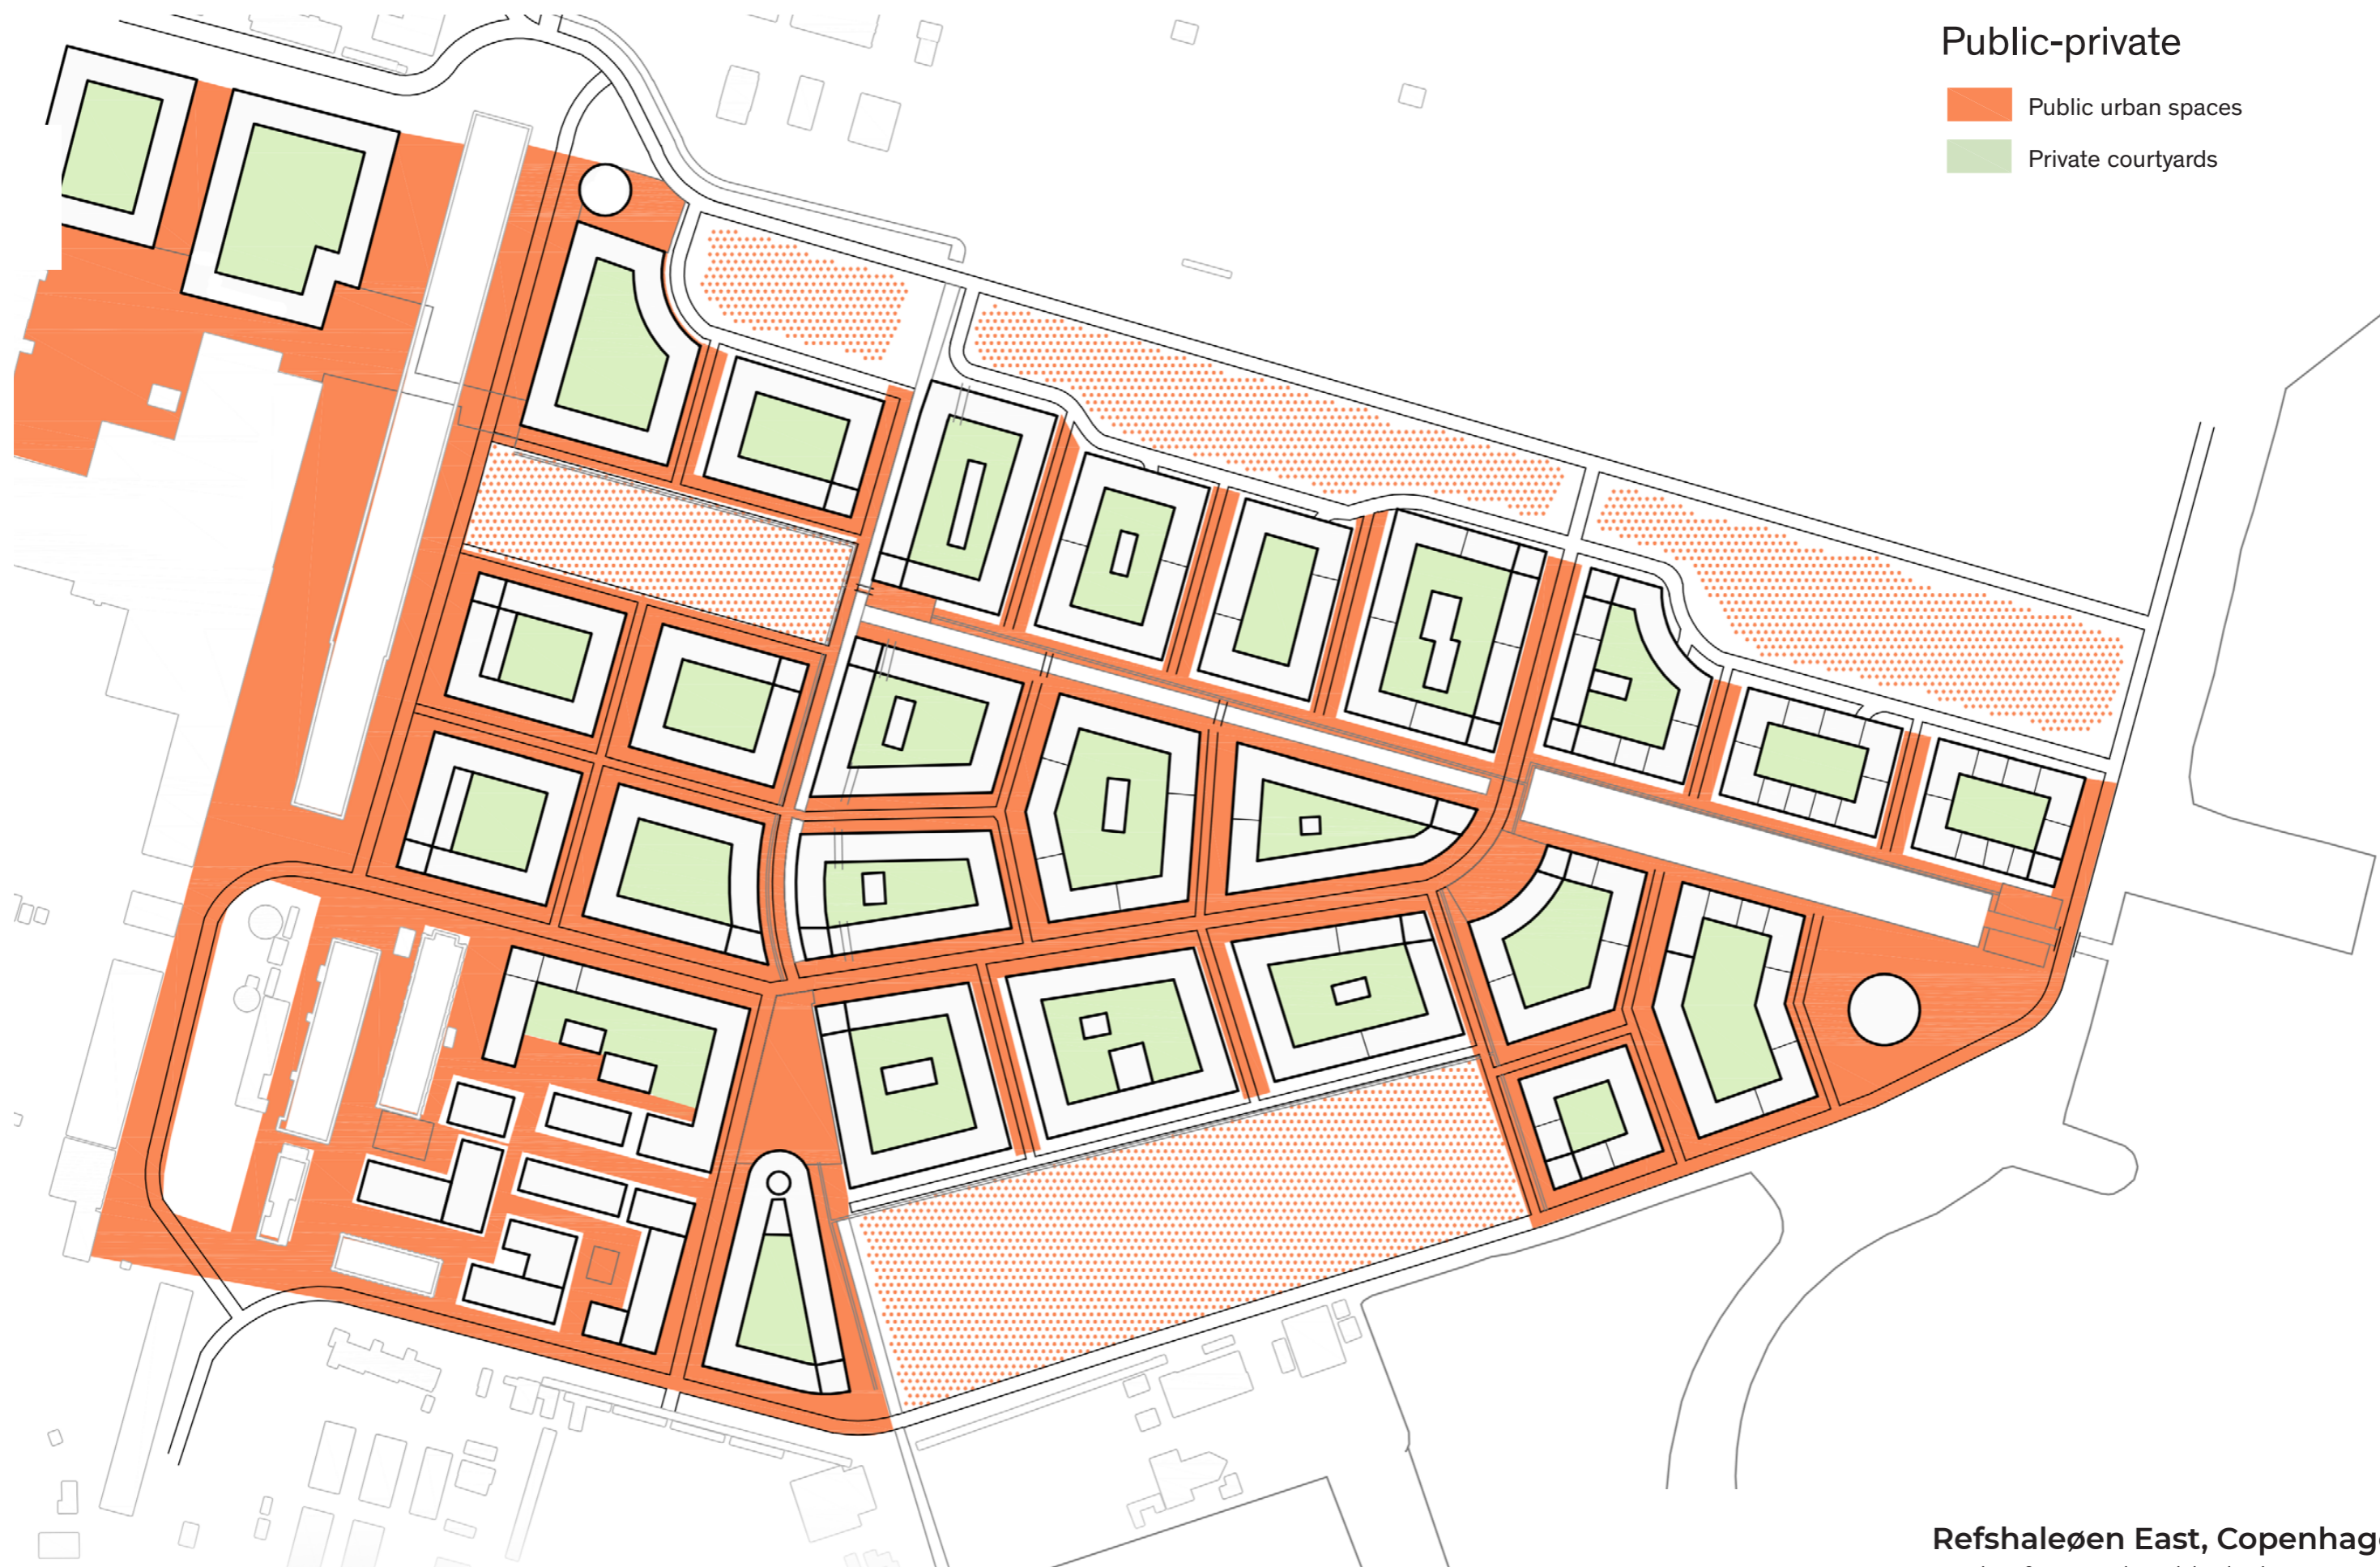 Public-private
Public urban spaces
Private courtyards
Refshaleøen East, Copenhag